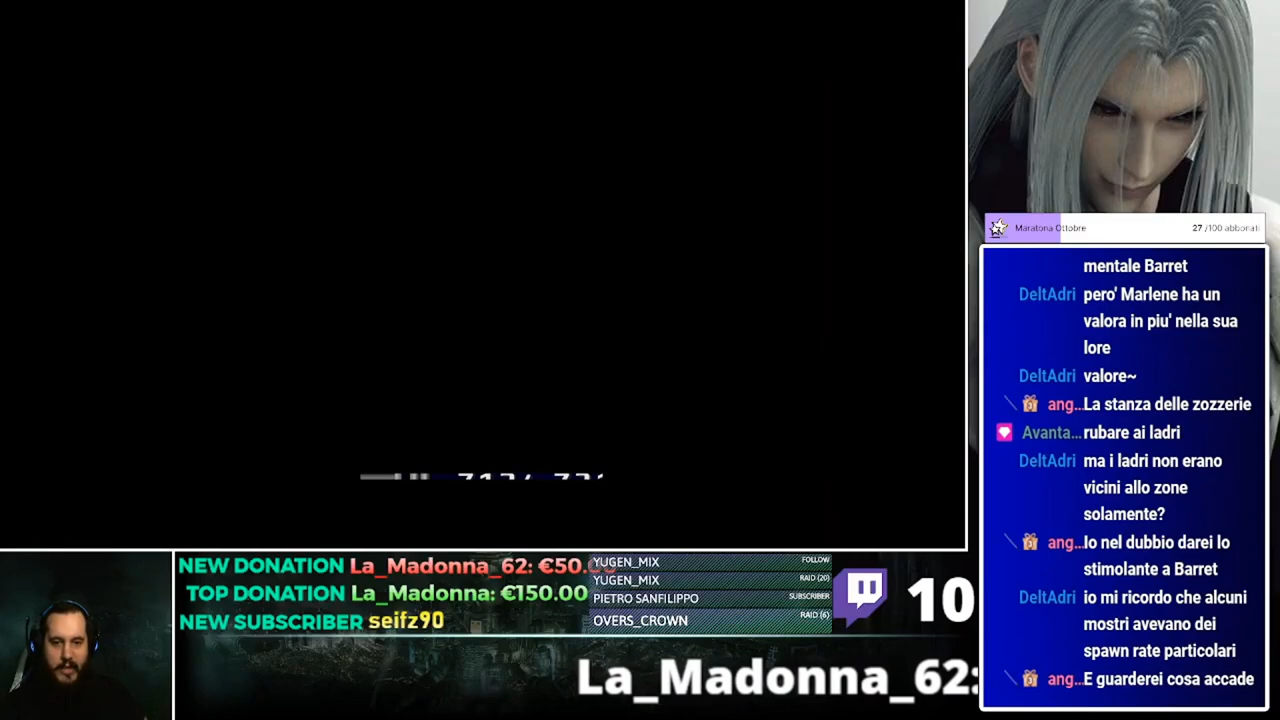 Maratona Ottobre
27 /100 abbonati
mentale Barret
DeltAdri pero' Marlene ha un
valora in piu' nella sua
lore
DeltAdri valore~
ang...La stanza delle zozzerie
Avanta...rubare ai ladri
DeltAdri ma i ladri non erano
vicini allo zone
solamente?
ang...Io nel dubbio darei lo
stimolante a Barret
DeltAdri io mi ricordo che alcuni
mostri avevano dei
spawn rate particolari
ang...E guarderei cosa accade
NEW DONATION La_Madonna_62: €50.00
TOP DONATION La_Madonna: €150.00
NEW SUBSCRIBER seifz90
YUGEN_MIX FOLLOW
YUGEN_MIX RAID (20)
PIETRO SANFILIPPO SUBSCRIBER
OVERS_CROWN RAID (6)
10
La_Madonna_62: